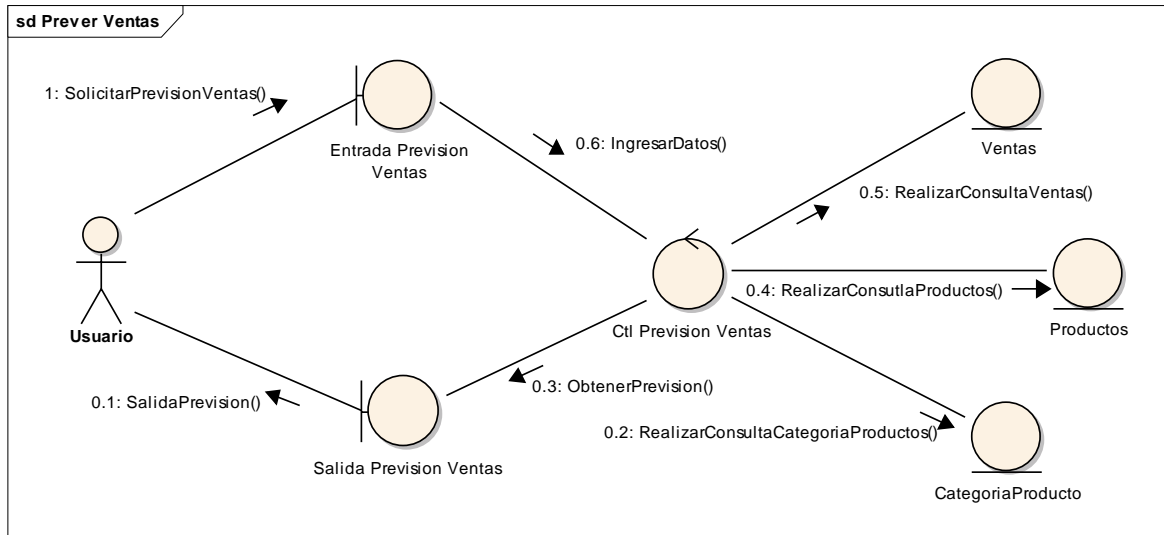 sd Prever Ventas
1: SolicitarPrevisionVentas()
Entrada Prevision
Ventas
0.6: IngresarDatos()
Ventas
0.5: RealizarConsultaVentas()
Usuario
Ctl Prevision Ventas
0.4: RealizarConsutlaProductos()
Productos
0.1: SalidaPrevision()
0.3: ObtenerPrevision()
Salida Prevision Ventas
0.2: RealizarConsultaCategoriaProductos()
CategoriaProducto